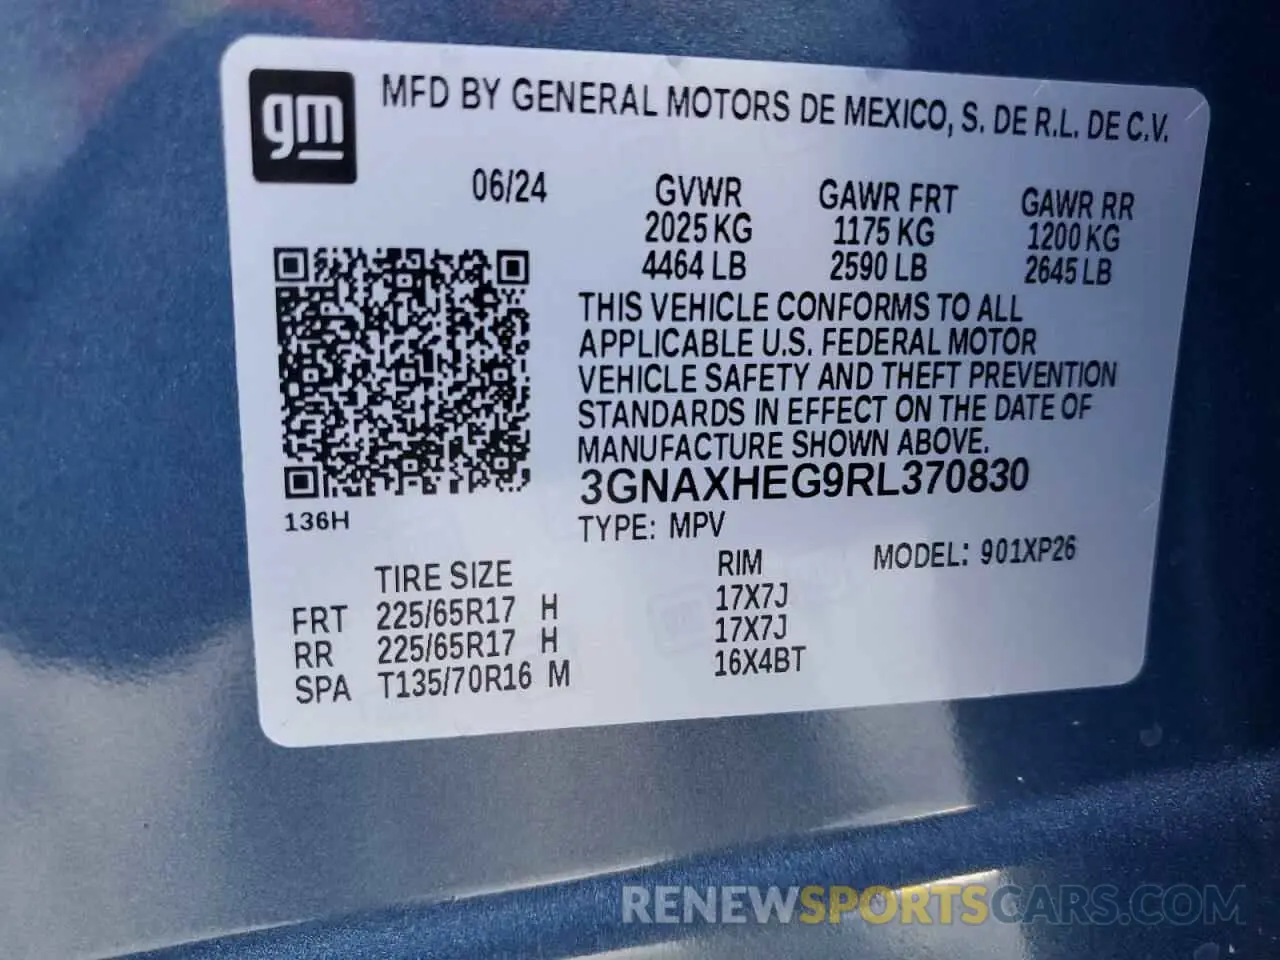 gm
MFD BY GENERAL MOTORS DE MEXICO, S. DE R.L. DE C.V.
06/24 GVWR GAWR FRT GAWR RR
2025 KG 1175 KG 1200 KG
4464 LB 2590 LB 2645 LB
THIS VEHICLE CONFORMS TO ALL
APPLICABLE U.S. FEDERAL MOTOR
VEHICLE SAFETY AND THEFT PREVENTION
STANDARDS IN EFFECT ON THE DATE OF
MANUFACTURE SHOWN ABOVE.
3GNAXHEG9RL370830
136H
TYPE: MPV
MODEL: 901XP26
TIRE SIZE RIM
FRT 225/65R17 H 17X7J
RR 225/65R17 H 17X7J
SPA T135/70R16 M 16X4BT
RENEWSPORTSCARS.COM